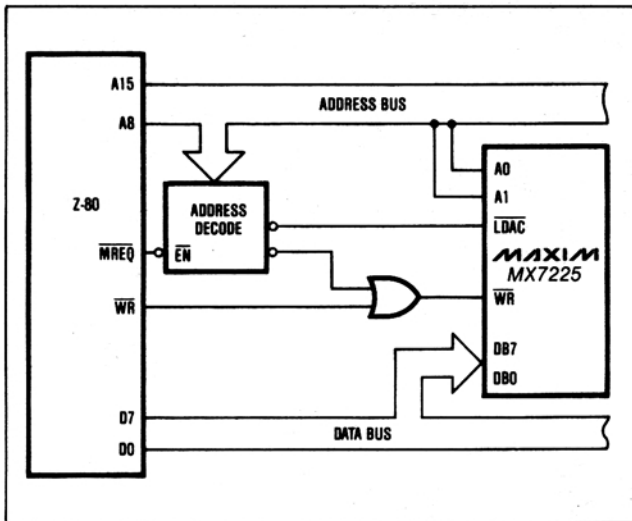 A15
ADDRESS BUS
A8
A0
Z-80
ADDRESS
DECODE
A1
LDAC
MAXIM
MX7225
MREQ
EN
WR
WR
DB7
DB0
D7
DATA BUS
D0